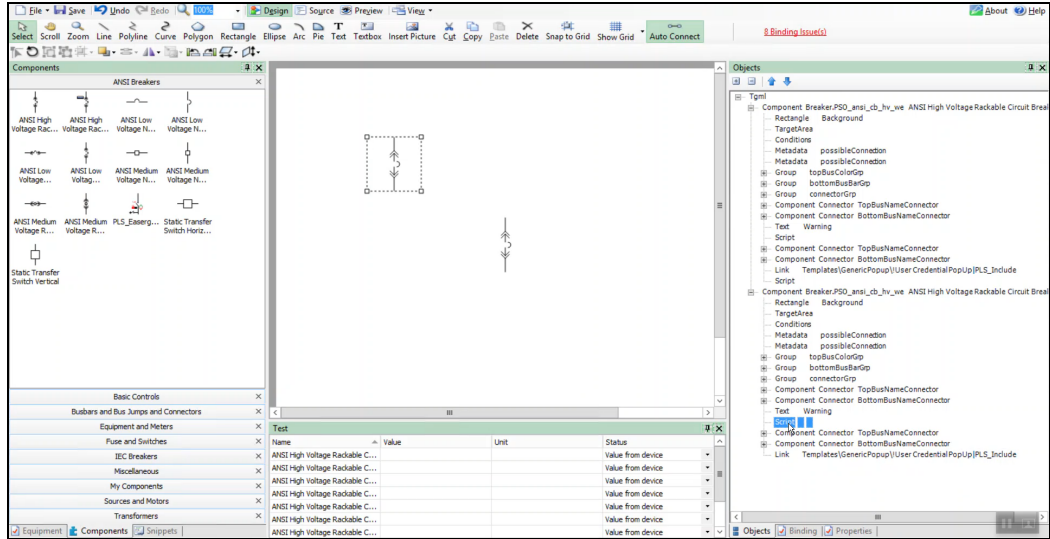 File Save Undo Redo 100% Design Source Preview View About Help
Select Scroll Zoom Line Polyline Curve Polygon Rectangle Ellipse Arc Pie Text Textbox Insert Picture Cut Copy Paste Delete Snap to Grid Show Grid Auto Connect 8 Binding Issue(s)
Components
ANSI Breakers
ANSI High Voltage Rac...
ANSI High Voltage Rac...
ANSI Low Voltage N...
ANSI Low Voltage N...
ANSI Low Voltage...
ANSI Low Voltag...
ANSI Medium Voltage N...
ANSI Medium Voltage N...
ANSI Medium Voltage R...
ANSI Medium Voltage R...
PLS_Easerg...
Static Transfer Switch Horiz...
Static Transfer Switch Vertical
Basic Controls
Busbars and Bus Jumps and Connectors
Equipment and Meters
Fuse and Switches
IEC Breakers
Miscellaneous
My Components
Sources and Motors
Transformers
Equipment Components Snippets
Test
Name Value Unit Status
ANSI High Voltage Rackable C... Value from device
ANSI High Voltage Rackable C... Value from device
ANSI High Voltage Rackable C... Value from device
ANSI High Voltage Rackable C... Value from device
ANSI High Voltage Rackable C... Value from device
ANSI High Voltage Rackable C... Value from device
ANSI High Voltage Rackable C... Value from device
Objects
Tgml
Component Breaker.PSO_ansi_cb_hv_we ANSI High Voltage Rackable Circuit Break
Rectangle Background
TargetArea
Conditions
Metadata possibleConnection
Metadata possibleConnection
Group topBusColorGrp
Group bottomBusBarGrp
Group connectorGrp
Component Connector TopBusNameConnector
Component Connector BottomBusNameConnector
Text Warning
Script
Component Connector TopBusNameConnector
Component Connector BottomBusNameConnector
Link Templates\GenericPopup\!User CredentialPopUp|PLS_Include
Script
Component Breaker.PSO_ansi_cb_hv_we ANSI High Voltage Rackable Circuit Break
Rectangle Background
TargetArea
Conditions
Metadata possibleConnection
Metadata possibleConnection
Group topBusColorGrp
Group bottomBusBarGrp
Group connectorGrp
Component Connector TopBusNameConnector
Component Connector BottomBusNameConnector
Text Warning
Script
Component Connector TopBusNameConnector
Component Connector BottomBusNameConnector
Link Templates\GenericPopup\!User CredentialPopUp|PLS_Include
Objects Binding Properties